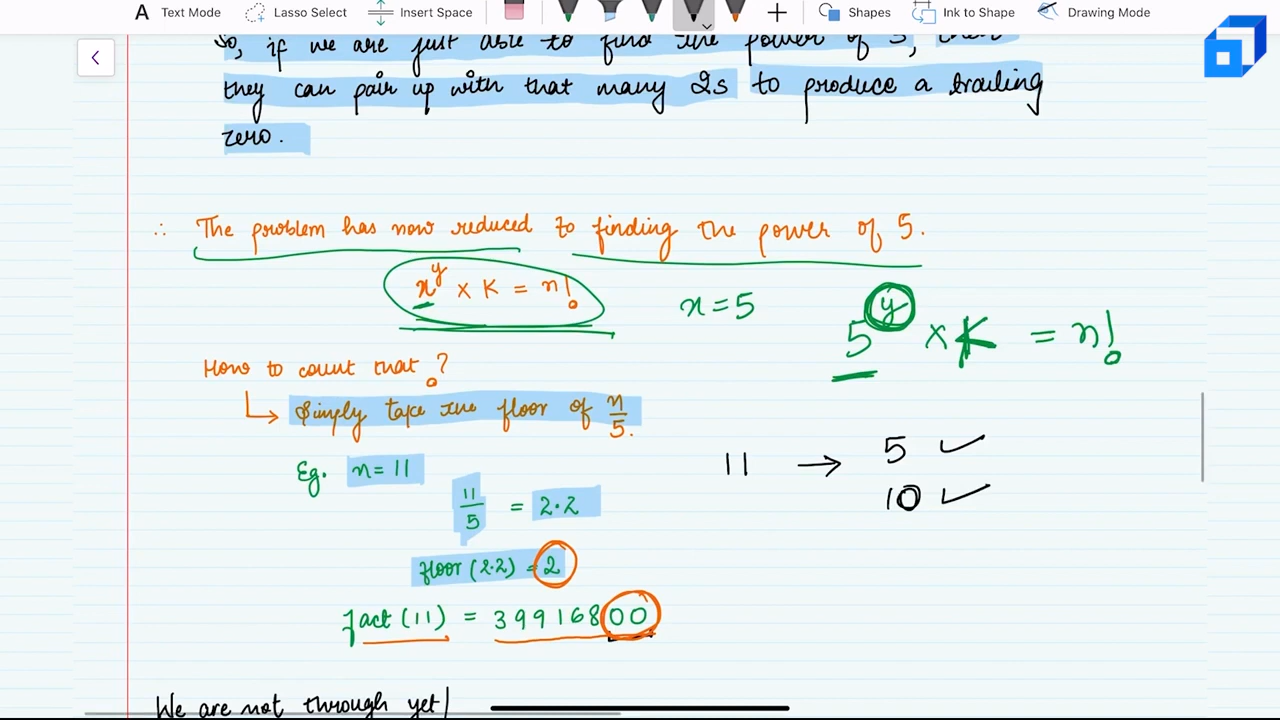 A Text Mode Lasso Select Insert Space + Shapes Ink to Shape Drawing Mode
So, if we are just able to find the power of 5, then
they can pair up with that many 2s to produce a trailing
zero.
∴ The problem has now reduced to finding the power of 5.
x^y × K = n!
x = 5
5^y × K = n!
How to count that?
↳ Simply take the floor of n/5.
Eg. n = 11
11/5 = 2·2
floor(2·2) = 2
fact(11) = 39916800
11 → 5 ✓
10 ✓
We are not through yet!